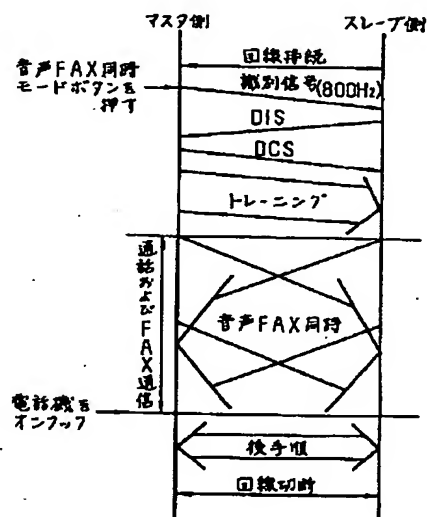 マスタ側
スレーブ側
回線接続
音声FAX同時
モードボタンを
押す
識別信号(800Hz)
DIS
DCS
トレーニング
通話およびFAX通信
音声FAX同時
電話機を
オンフック
後手順
回線切断